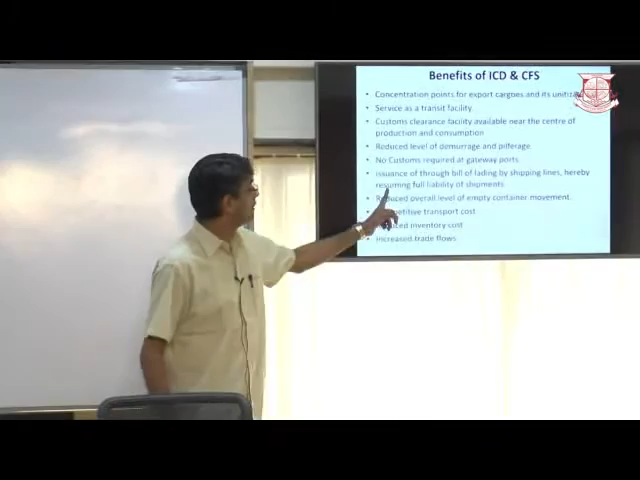 Benefits of ICD & CFS
• Concentration points for export cargoes and its
• Service as a transit facility
• Customs clearance facility available near the centre of
production and consumption
• Reduced level of demurrage and pilferage
• No Customs required at gateway ports.
• issuance of through bill of lading by shipping lines, hereby
resuming full liability of shipments
• Reduced overall level of empty container movement.
transport cost
inventory cost
• Increased trade flows